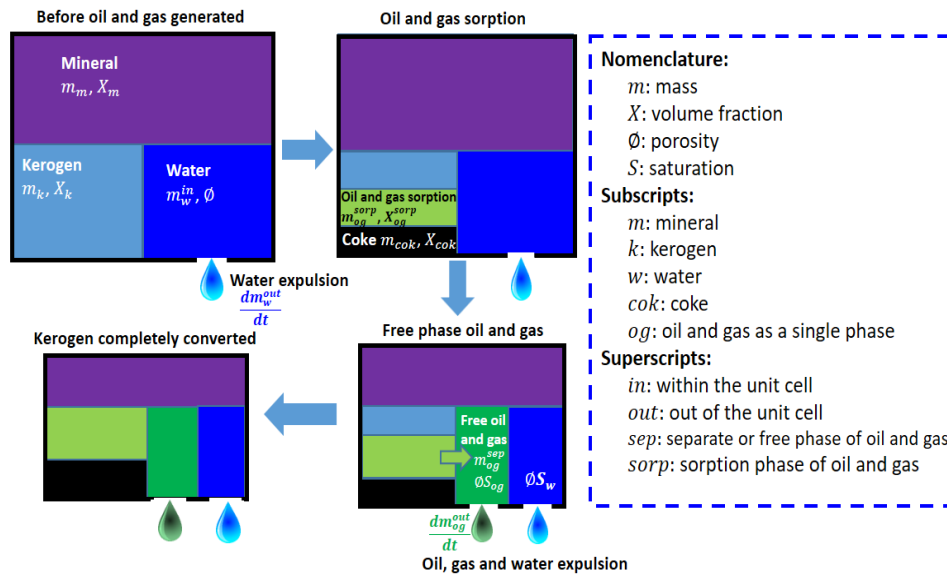 Before oil and gas generated
Mineral
m_m, X_m
Kerogen
m_k, X_k
Water
m_w^in, ∅
Water expulsion
dm_w^out
dt
Oil and gas sorption
Oil and gas sorption
m_og^sorp, X_og^sorp
Coke m_cok, X_cok
Free phase oil and gas
Free oil
and gas
m_og^sep
∅S_og
∅S_w
dm_og^out
dt
Oil, gas and water expulsion
Kerogen completely converted
Nomenclature:
m: mass
X: volume fraction
∅: porosity
S: saturation
Subscripts:
m: mineral
k: kerogen
w: water
cok: coke
og: oil and gas as a single phase
Superscripts:
in: within the unit cell
out: out of the unit cell
sep: separate or free phase of oil and gas
sorp: sorption phase of oil and gas